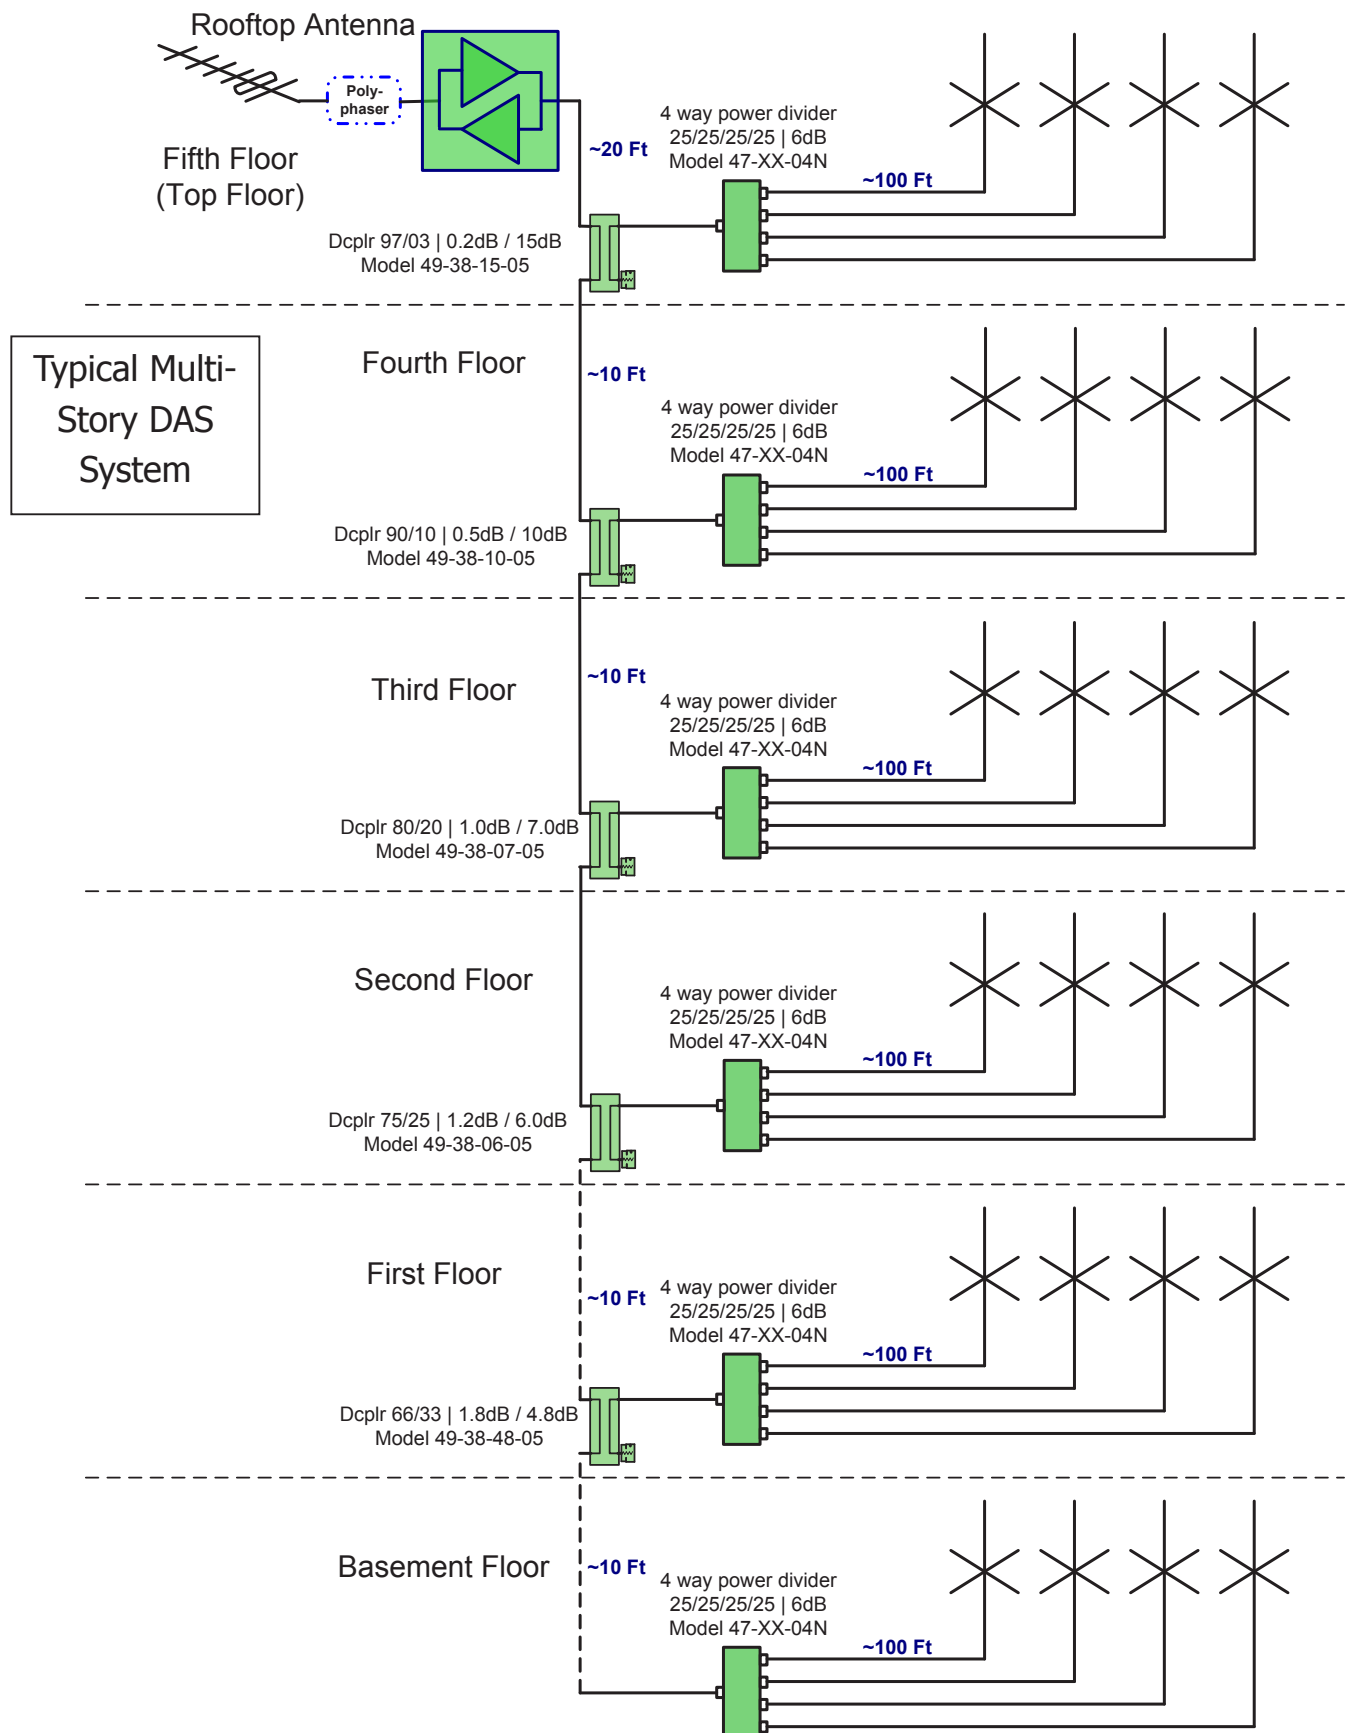 Rooftop Antenna
Poly-
phaser
Fifth Floor
(Top Floor)
~20 Ft
4 way power divider
25/25/25/25 | 6dB
Model 47-XX-04N
~100 Ft
Dcplr 97/03 | 0.2dB / 15dB
Model 49-38-15-05
Typical Multi-
Story DAS
System
Fourth Floor
~10 Ft
4 way power divider
25/25/25/25 | 6dB
Model 47-XX-04N
~100 Ft
Dcplr 90/10 | 0.5dB / 10dB
Model 49-38-10-05
Third Floor
~10 Ft
4 way power divider
25/25/25/25 | 6dB
Model 47-XX-04N
~100 Ft
Dcplr 80/20 | 1.0dB / 7.0dB
Model 49-38-07-05
Second Floor
4 way power divider
25/25/25/25 | 6dB
Model 47-XX-04N
~100 Ft
Dcplr 75/25 | 1.2dB / 6.0dB
Model 49-38-06-05
First Floor
~10 Ft
4 way power divider
25/25/25/25 | 6dB
Model 47-XX-04N
~100 Ft
Dcplr 66/33 | 1.8dB / 4.8dB
Model 49-38-48-05
Basement Floor
~10 Ft
4 way power divider
25/25/25/25 | 6dB
Model 47-XX-04N
~100 Ft